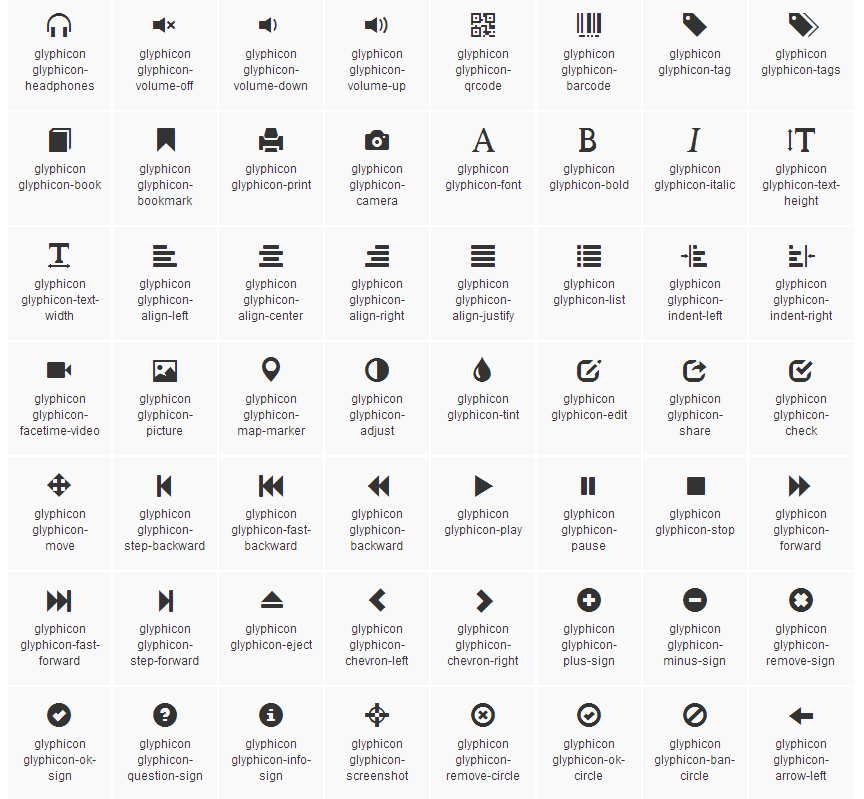 glyphicon
glyphicon-
headphones
glyphicon
glyphicon-
volume-off
glyphicon
glyphicon-
volume-down
glyphicon
glyphicon-
volume-up
glyphicon
glyphicon-
qrcode
glyphicon
glyphicon-
barcode
glyphicon
glyphicon-tag
glyphicon
glyphicon-tags
glyphicon
glyphicon-book
glyphicon
glyphicon-
bookmark
glyphicon
glyphicon-print
glyphicon
glyphicon-
camera
A
glyphicon
glyphicon-font
B
glyphicon
glyphicon-bold
I
glyphicon
glyphicon-italic
T
glyphicon
glyphicon-text-
height
T
glyphicon
glyphicon-text-
width
glyphicon
glyphicon-
align-left
glyphicon
glyphicon-
align-center
glyphicon
glyphicon-
align-right
glyphicon
glyphicon-
align-justify
glyphicon
glyphicon-list
glyphicon
glyphicon-
indent-left
glyphicon
glyphicon-
indent-right
glyphicon
glyphicon-
facetime-video
glyphicon
glyphicon-
picture
glyphicon
glyphicon-
map-marker
glyphicon
glyphicon-
adjust
glyphicon
glyphicon-tint
glyphicon
glyphicon-edit
glyphicon
glyphicon-
share
glyphicon
glyphicon-
check
glyphicon
glyphicon-
move
glyphicon
glyphicon-
step-backward
glyphicon
glyphicon-fast-
backward
glyphicon
glyphicon-
backward
glyphicon
glyphicon-play
glyphicon
glyphicon-
pause
glyphicon
glyphicon-stop
glyphicon
glyphicon-
forward
glyphicon
glyphicon-fast-
forward
glyphicon
glyphicon-
step-forward
glyphicon
glyphicon-eject
glyphicon
glyphicon-
chevron-left
glyphicon
glyphicon-
chevron-right
glyphicon
glyphicon-
plus-sign
glyphicon
glyphicon-
minus-sign
glyphicon
glyphicon-
remove-sign
glyphicon
glyphicon-ok-
sign
?
glyphicon
glyphicon-
question-sign
i
glyphicon
glyphicon-info-
sign
glyphicon
glyphicon-
screenshot
glyphicon
glyphicon-
remove-circle
glyphicon
glyphicon-ok-
circle
glyphicon
glyphicon-ban-
circle
glyphicon
glyphicon-
arrow-left